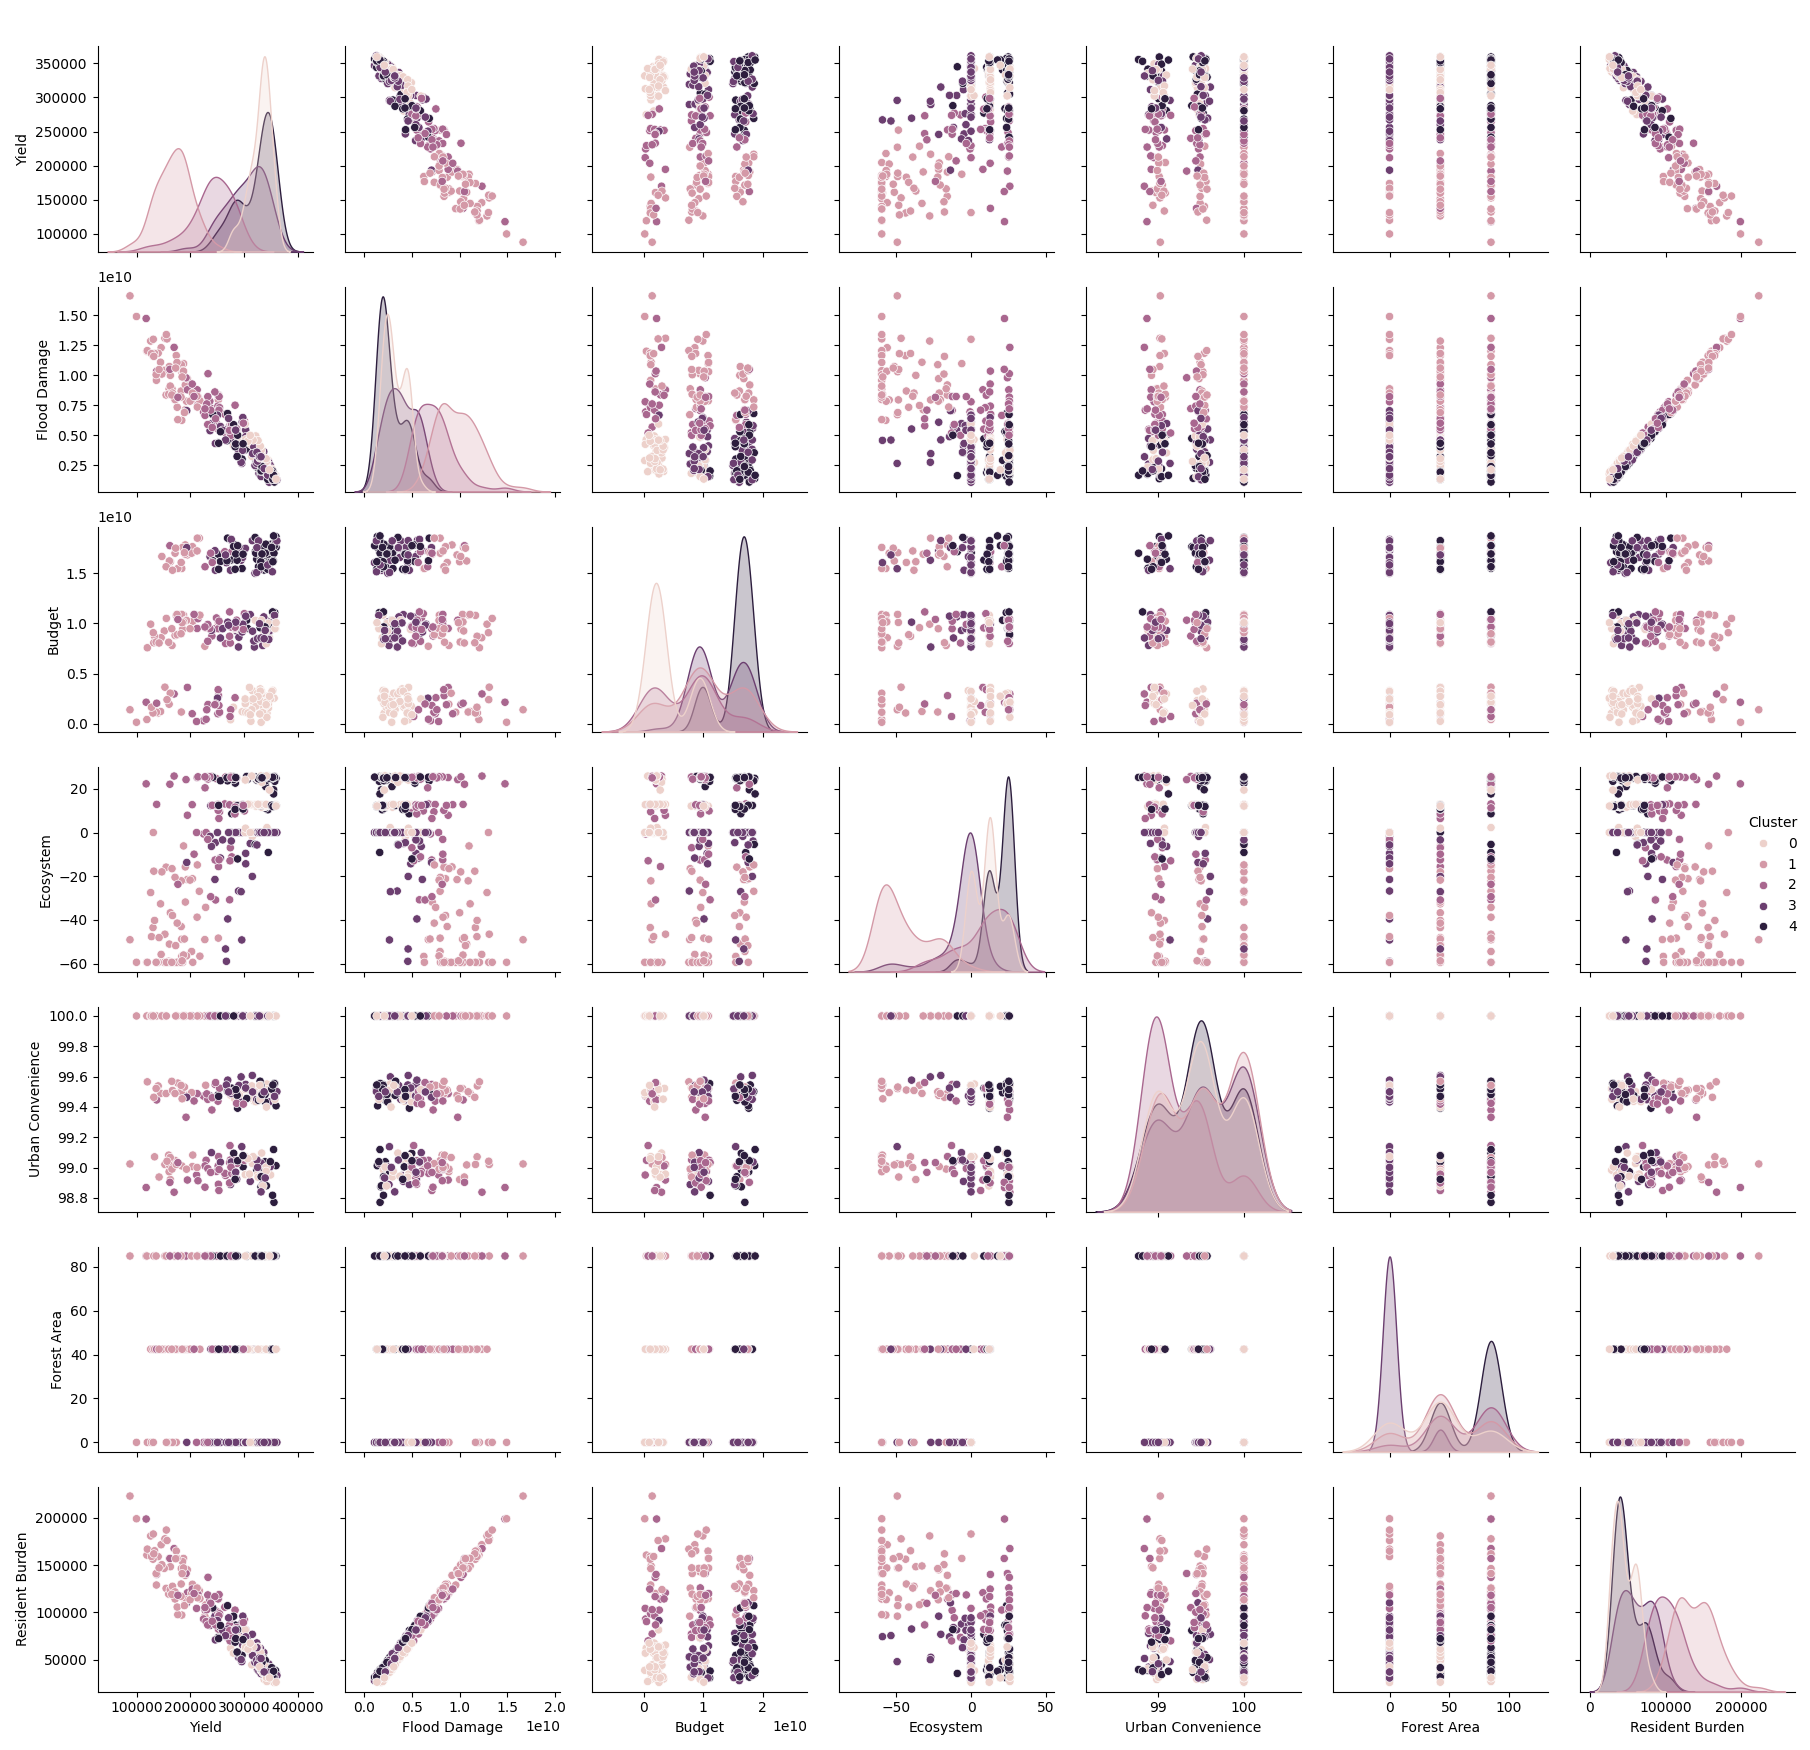 350000
300000
250000
200000
150000
100000
Yield
1e10
1.50
1.25
1.00
0.75
0.50
0.25
Flood Damage
1e10
1.5
1.0
0.5
0.0
Budget
20
0
−20
−40
−60
Ecosystem
Cluster
0
1
2
3
4
100.0
99.8
99.6
99.4
99.2
99.0
98.8
Urban Convenience
80
60
40
20
0
Forest Area
200000
150000
100000
50000
Resident Burden
100000 200000 300000 400000
Yield
0.0 0.5 1.0 1.5 2.0
1e10
Flood Damage
0 1 2
1e10
Budget
−50 0 50
Ecosystem
99 100
Urban Convenience
0 50 100
Forest Area
0 100000 200000
Resident Burden